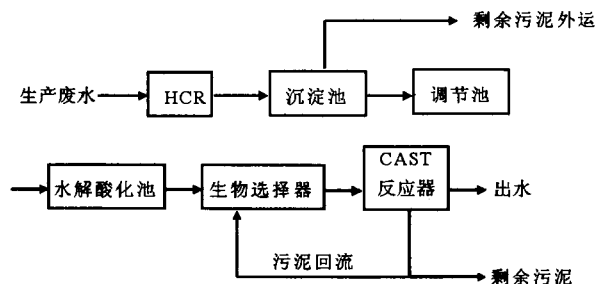 剩余污泥外运
生产废水
HCR
沉淀池
调节池
水解酸化池
生物选择器
CAST
反应器
出水
污泥回流
剩余污泥